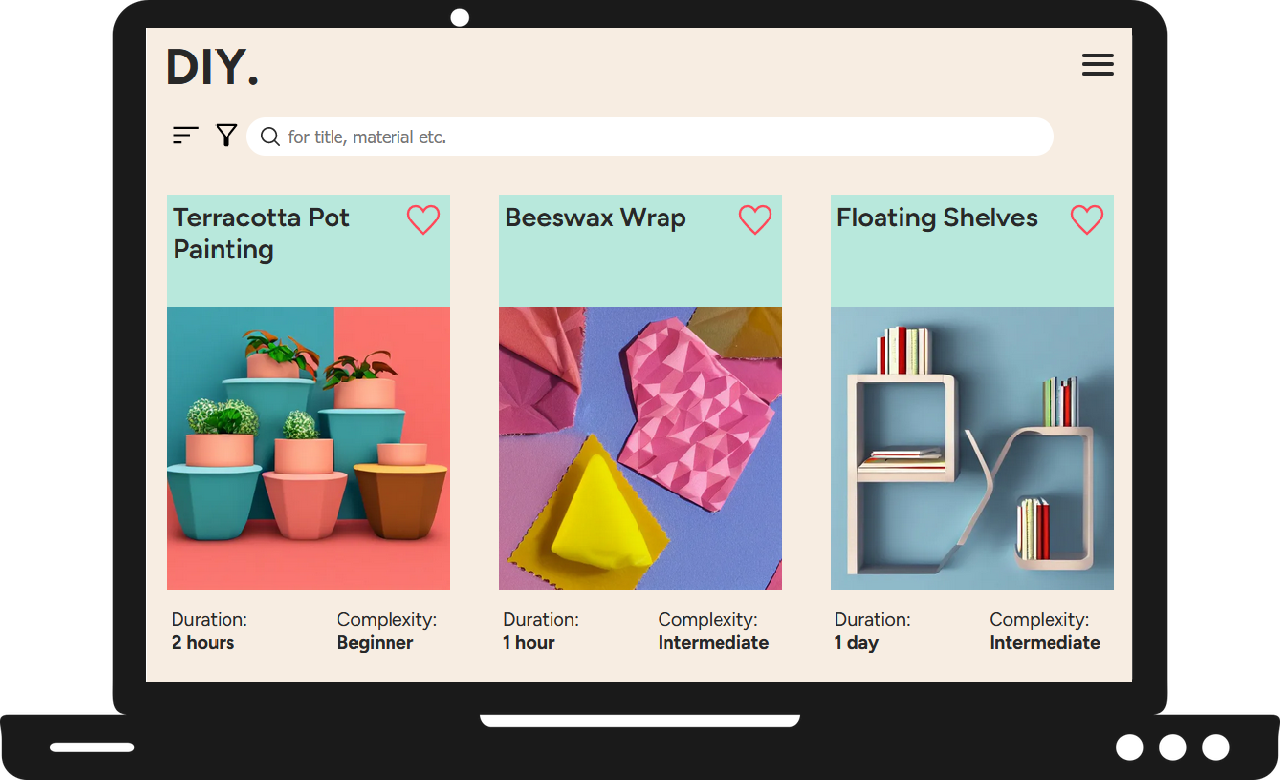 DIY.
for title, material etc.
Terracotta Pot
Painting
Beeswax Wrap
Floating Shelves
Duration:
2 hours
Complexity:
Beginner
Duration:
1 hour
Complexity:
Intermediate
Duration:
1 day
Complexity:
Intermediate